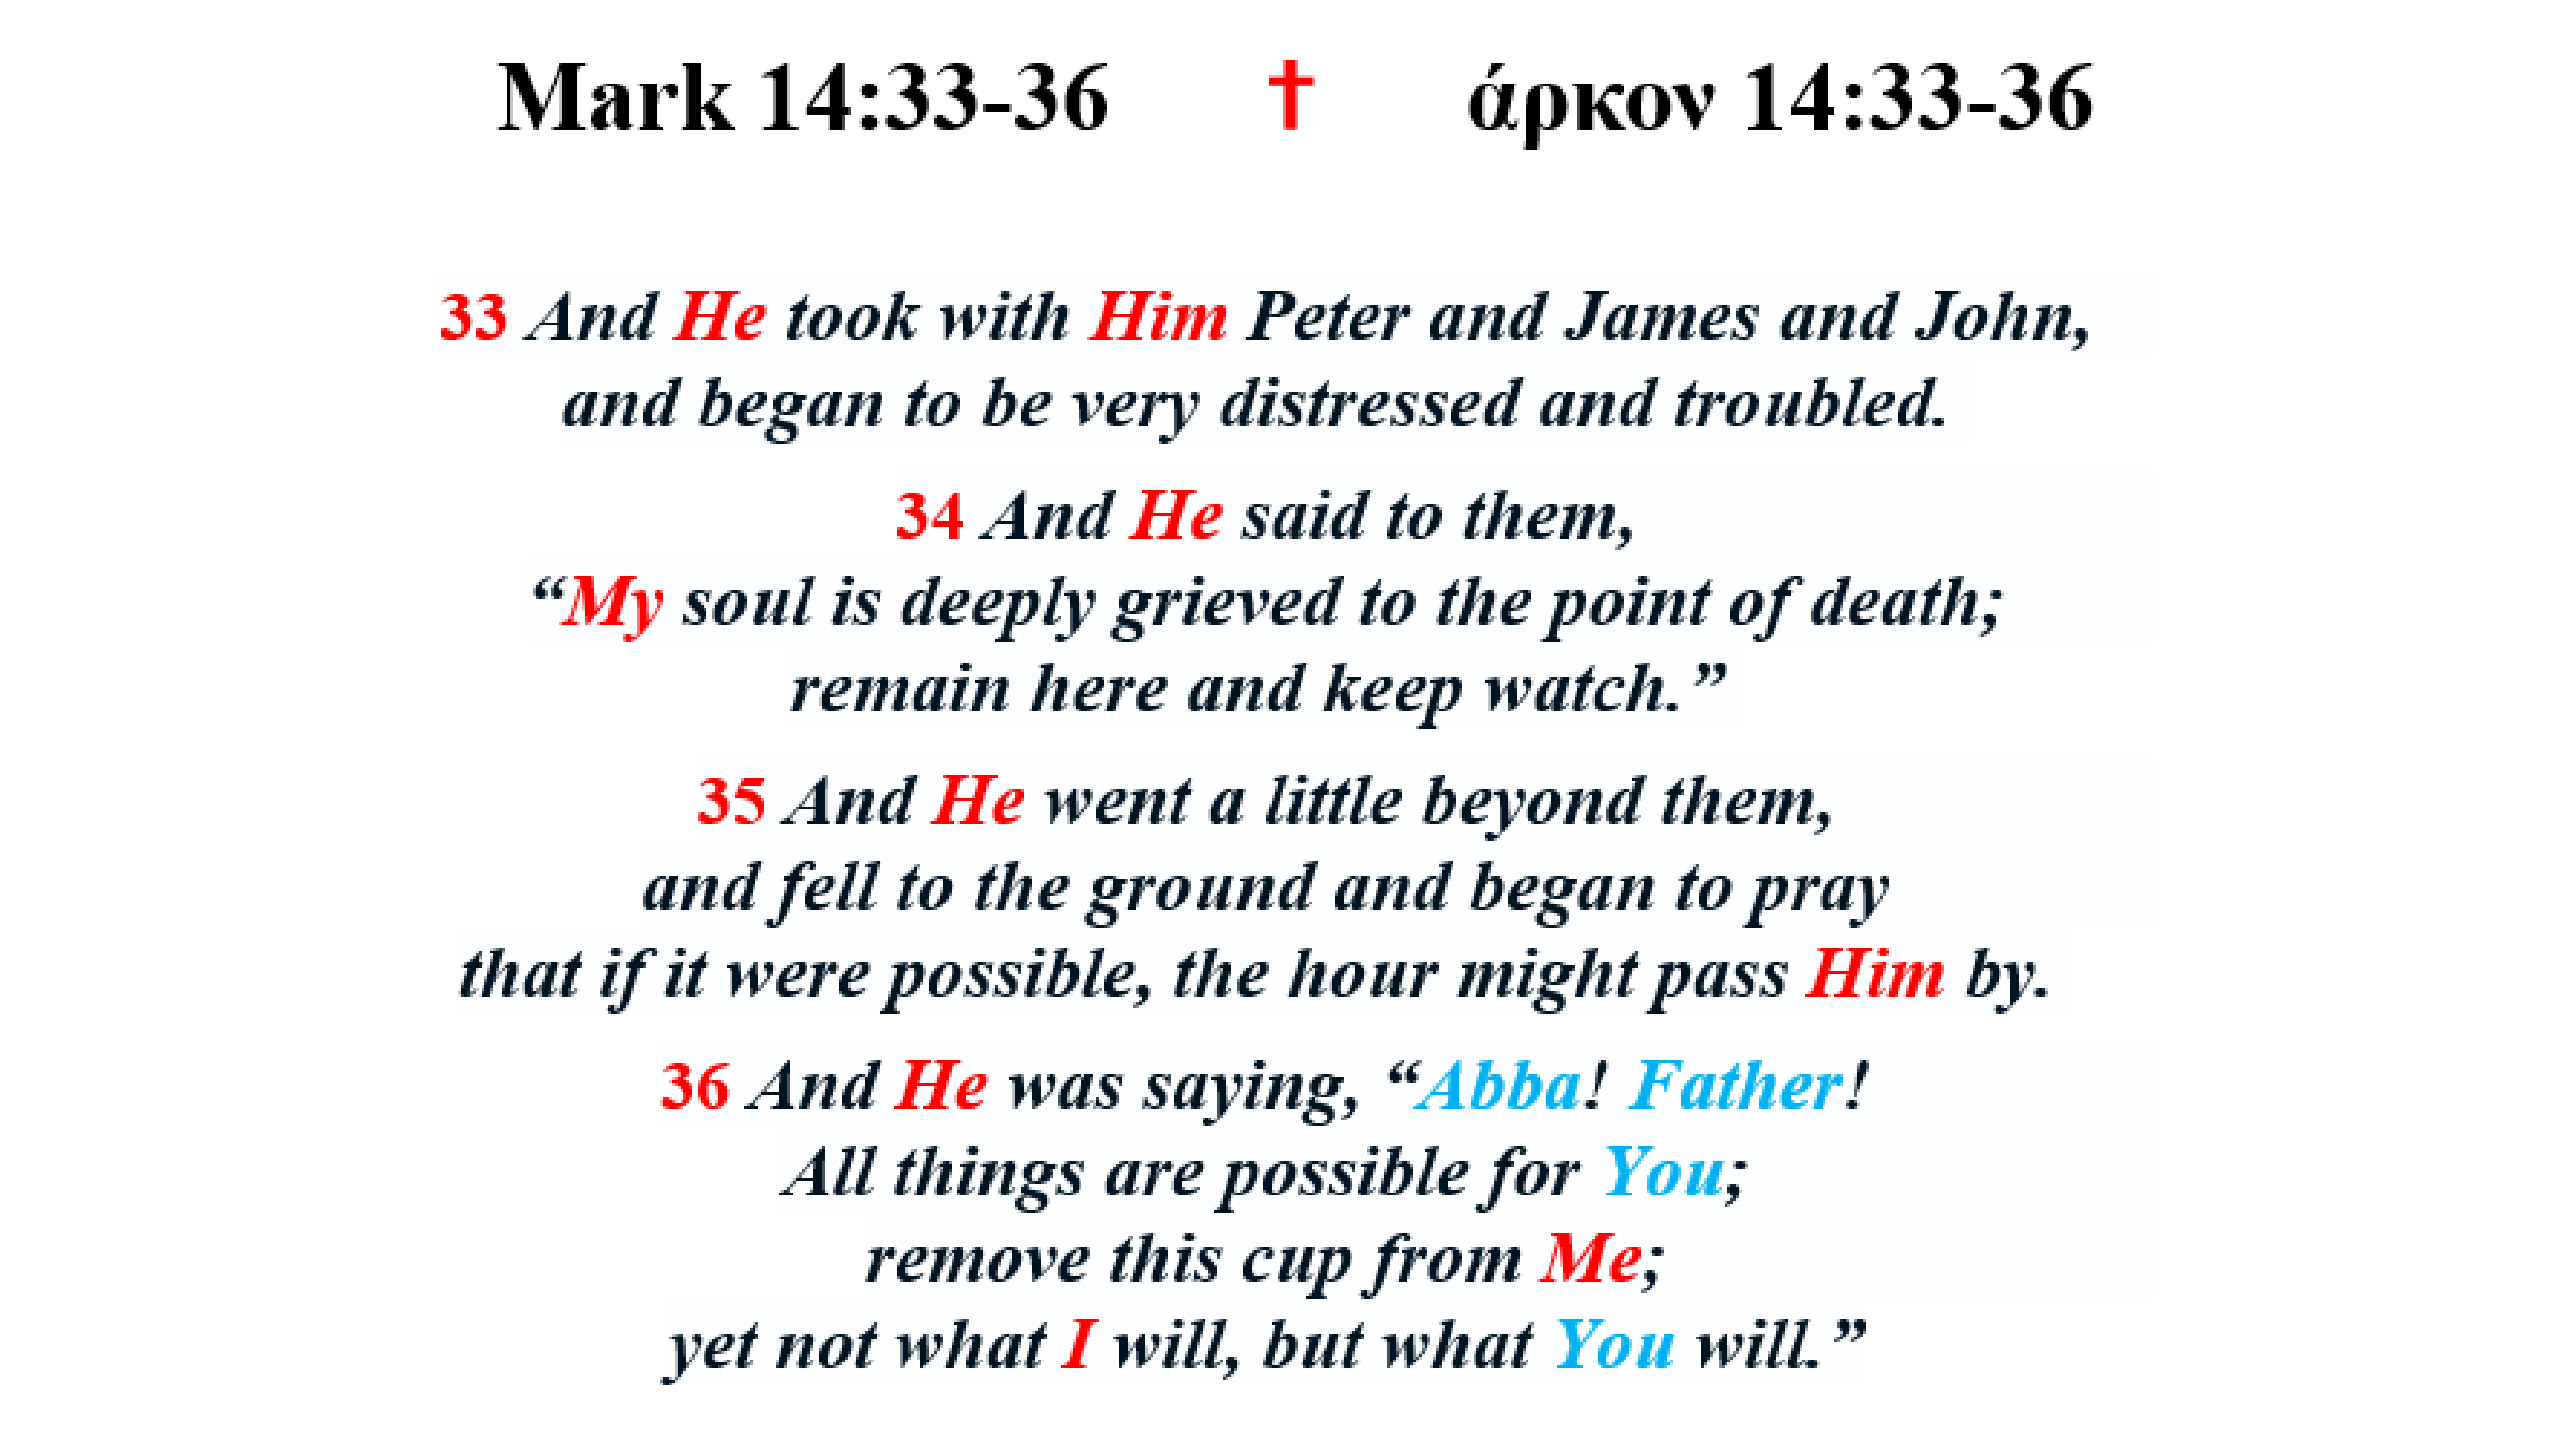 Mark 14:33-36 ✝ άρκον 14:33-36
33 And He took with Him Peter and James and John,
and began to be very distressed and troubled.
34 And He said to them,
“My soul is deeply grieved to the point of death;
remain here and keep watch.”
35 And He went a little beyond them,
and fell to the ground and began to pray
that if it were possible, the hour might pass Him by.
36 And He was saying, “Abba! Father!
All things are possible for You;
remove this cup from Me;
yet not what I will, but what You will.”